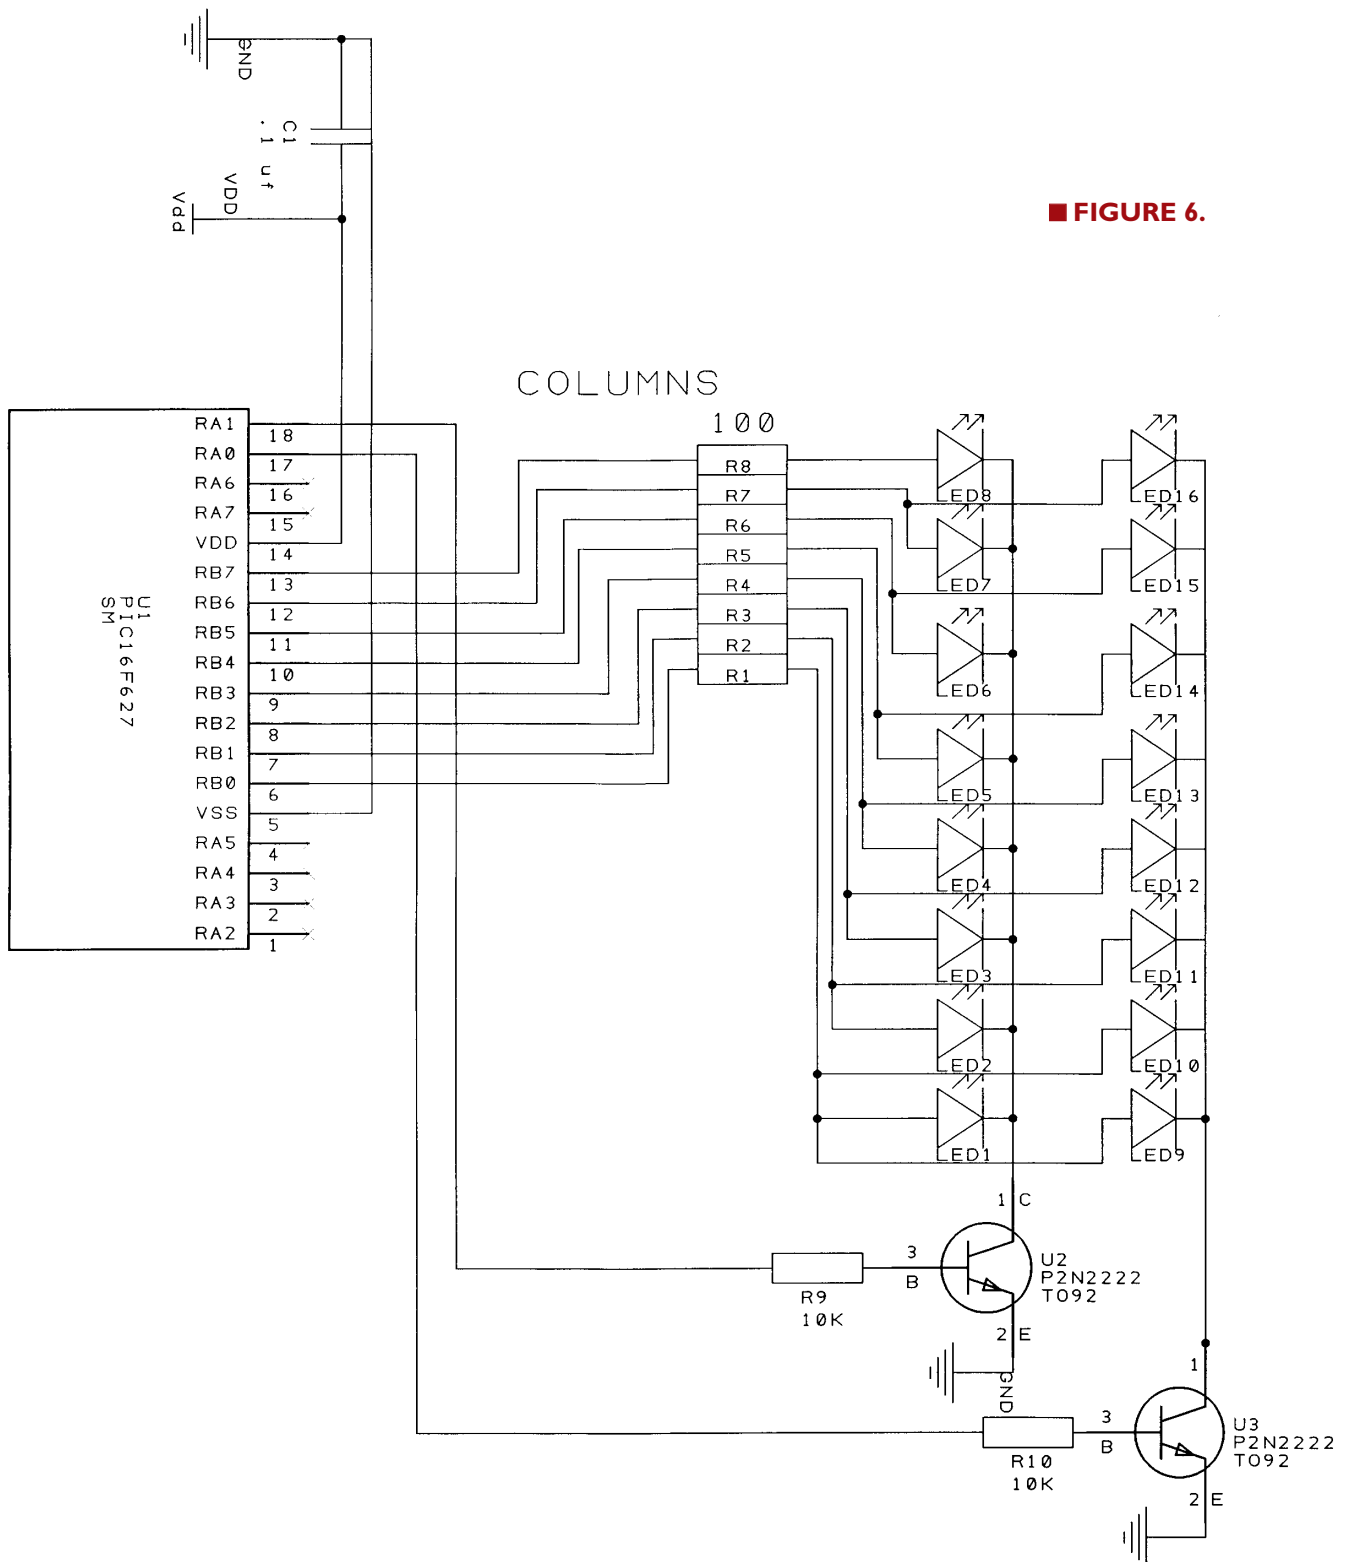 GND
C1
.1 uf
VDD
Vdd
■ FIGURE 6.
COLUMNS
100
U1
PIC16F627
SM
RA1 18
RA0 17
RA6 16
RA7 15
VDD 14
RB7 13
RB6 12
RB5 11
RB4 10
RB3 9
RB2 8
RB1 7
RB0 6
VSS 5
RA5 4
RA4 3
RA3 2
RA2 1
R8
R7
R6
R5
R4
R3
R2
R1
LED8
LED7
LED6
LED5
LED4
LED3
LED2
LED1
LED16
LED15
LED14
LED13
LED12
LED11
LED10
LED9
R9
10K
3
B
1 C
2 E
U2
P2N2222
TO92
GND
R10
10K
3
B
1
2 E
U3
P2N2222
TO92